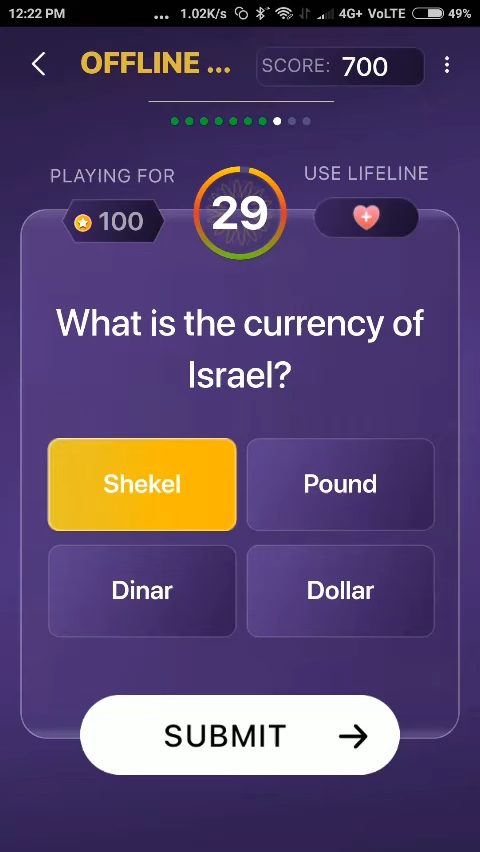 12:22 PM ... 1.02K/s 4G+ VoLTE 49%
OFFLINE ... SCORE: 700
PLAYING FOR
USE LIFELINE
100
29
What is the currency of
Israel?
Shekel Pound
Dinar Dollar
SUBMIT